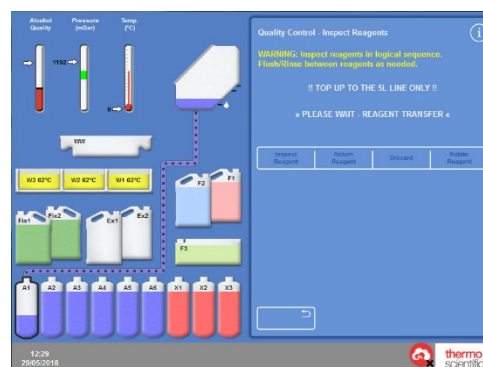 Alcohol Quality
Pressure (mBar)
Temp. (°C)
1192
0
WW
W3 62°C
W2 62°C
W1 62°C
F2
F1
Fix1
Fix2
Ex1
Ex2
F3
A1
A2
A3
A4
A5
A6
X1
X2
X3
Quality Control - Inspect Reagents
i
WARNING: Inspect reagents in logical sequence.
Flush/Rinse between reagents as needed.
!! TOP UP TO THE 5L LINE ONLY !!
» PLEASE WAIT - REAGENT TRANSFER «
Inspect Reagent
Return Reagent
Discard
Rotate Reagent
12:29
29/05/2018
thermo
scientific